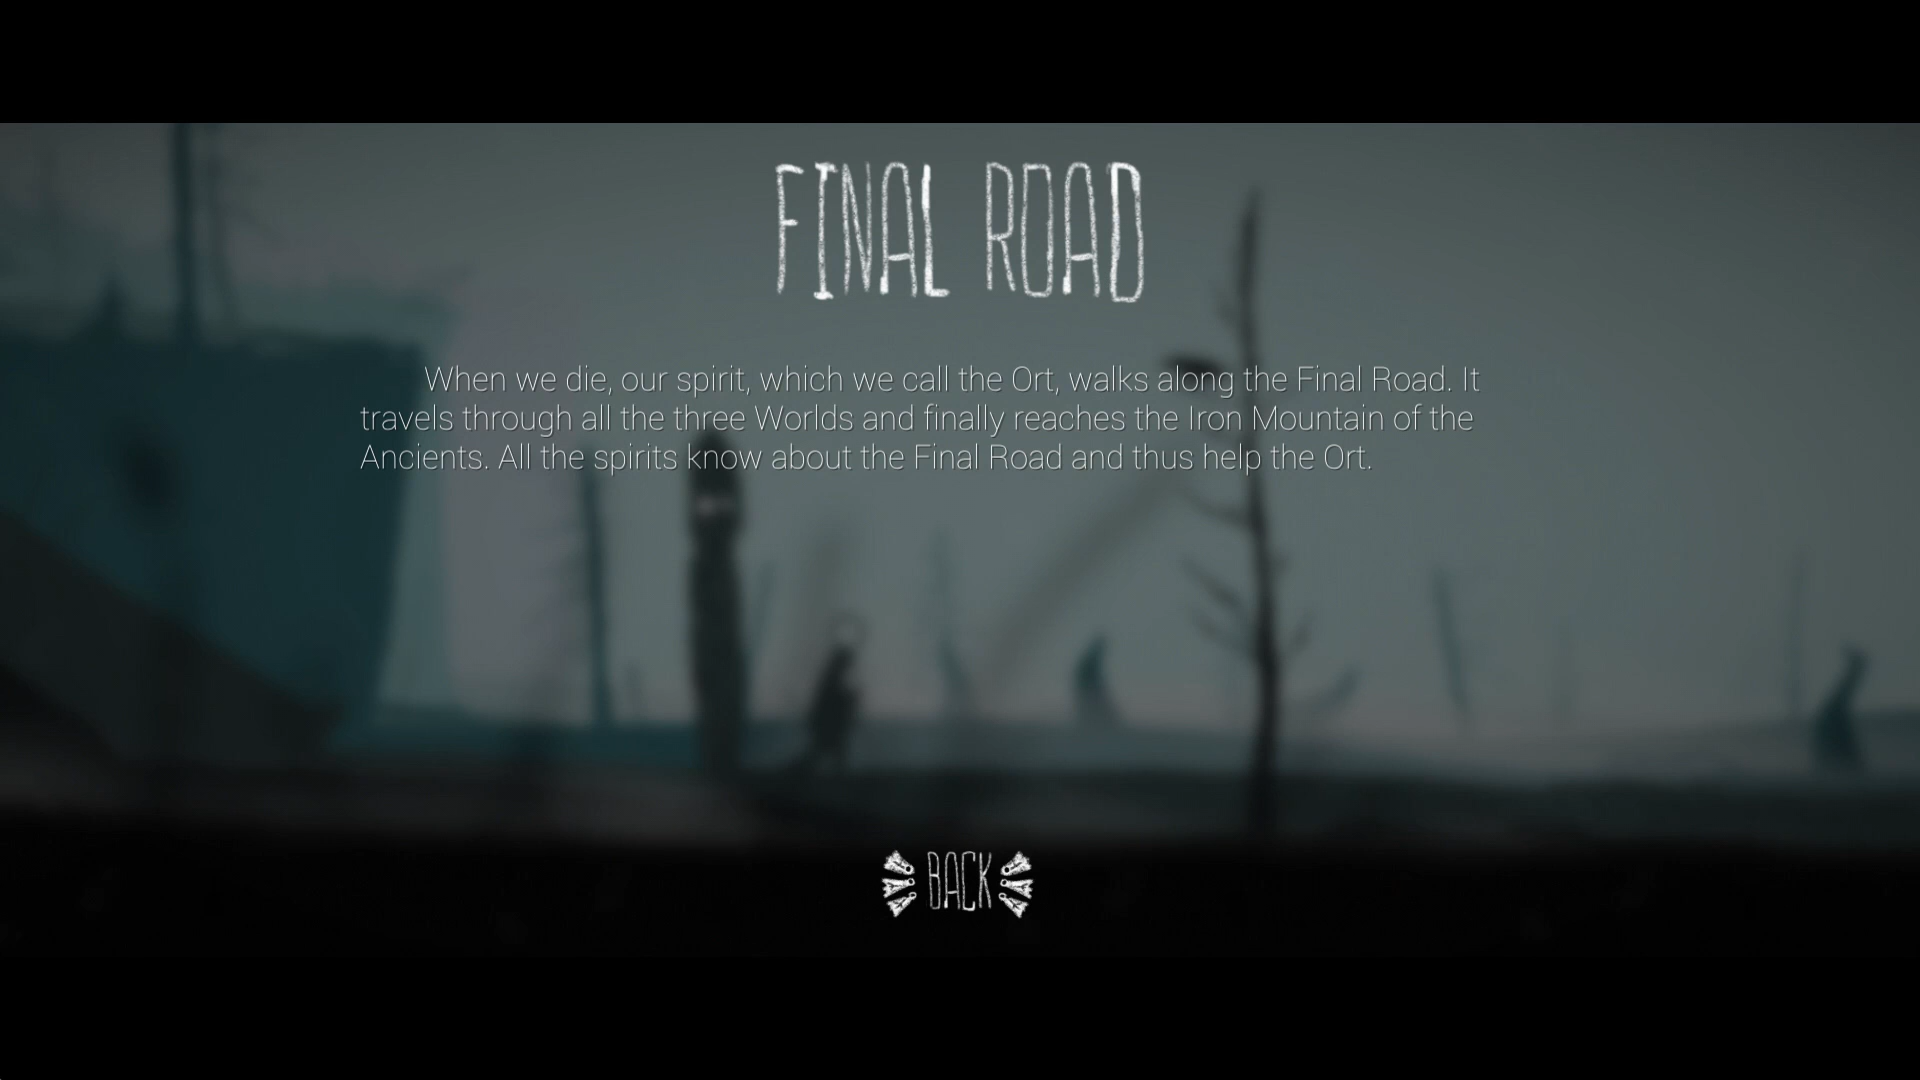 FINAL ROAD
When we die, our spirit, which we call the Ort, walks along the Final Road. It
travels through all the three Worlds and finally reaches the Iron Mountain of the
Ancients. All the spirits know about the Final Road and thus help the Ort.
BACK